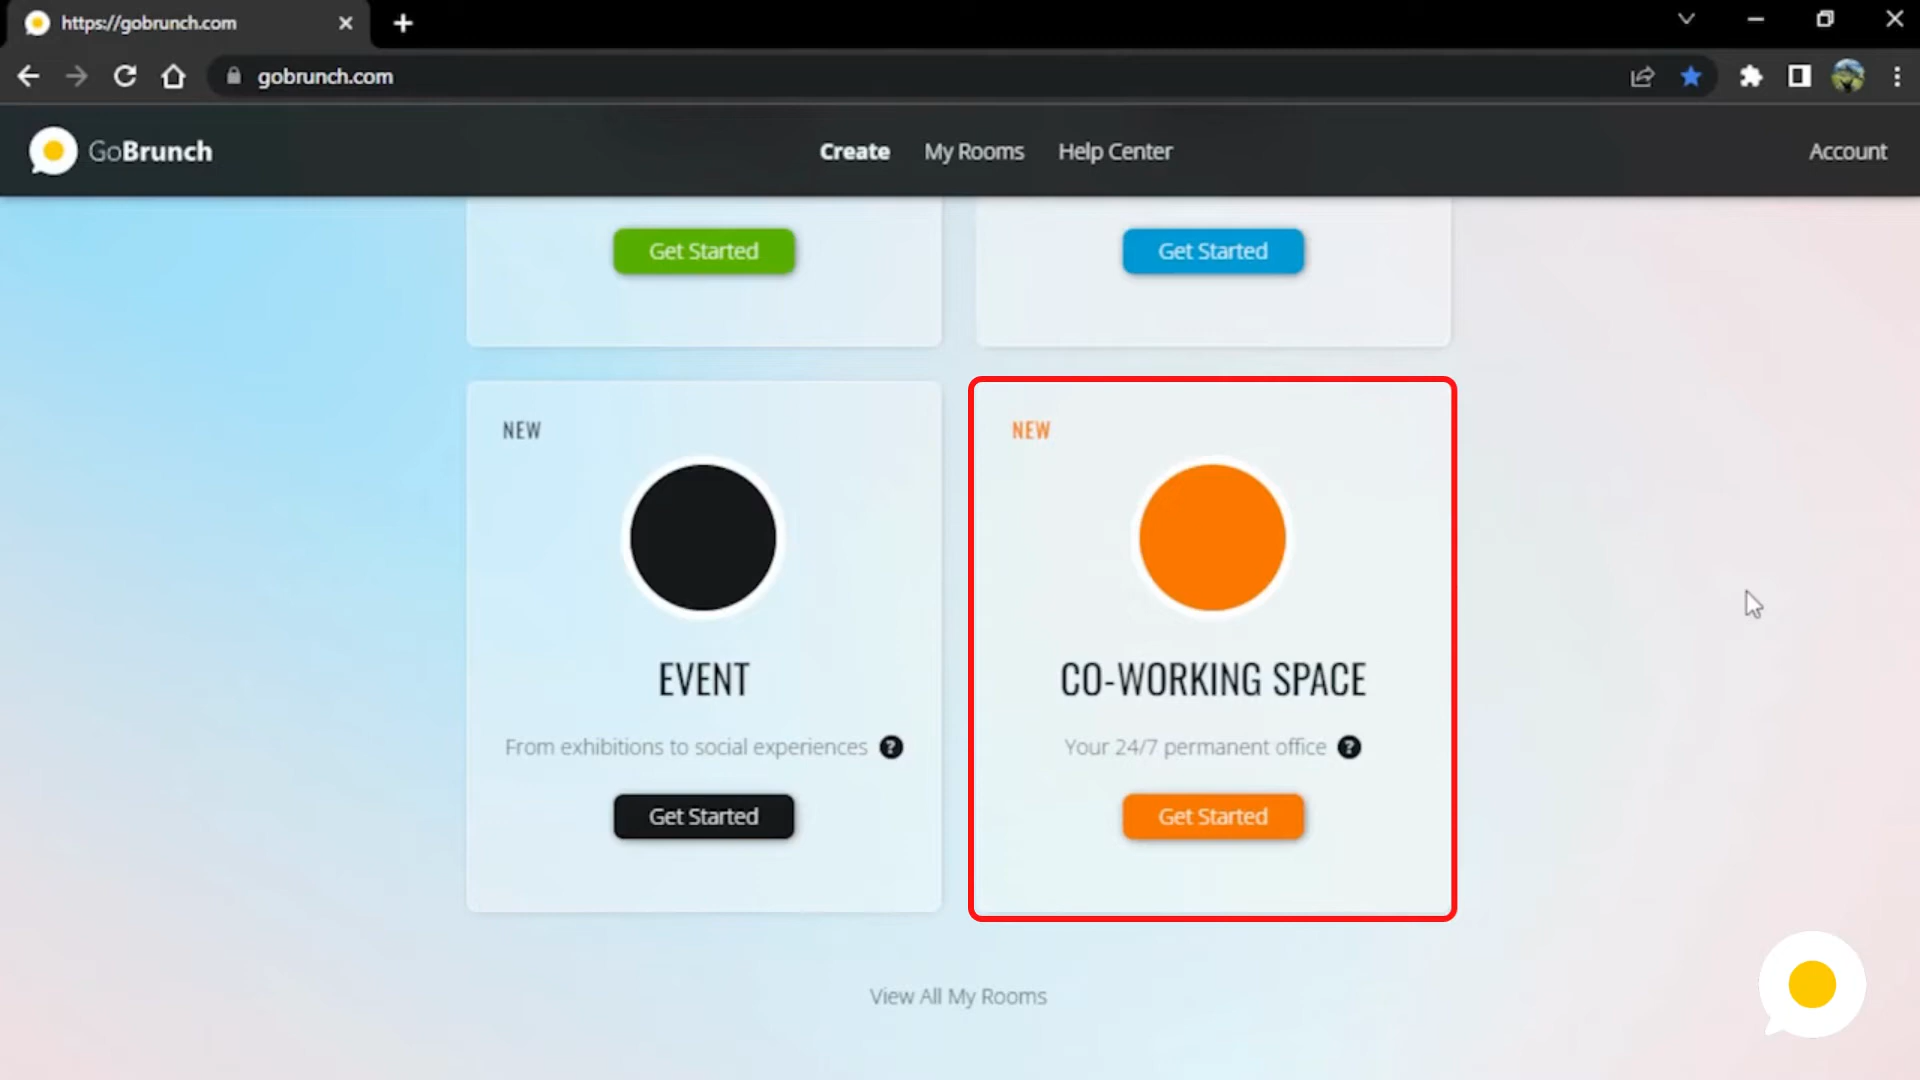 https://gobrunch.com
gobrunch.com
GoBrunch
Create
My Rooms
Help Center
Account
Get Started
Get Started
NEW
EVENT
From exhibitions to social experiences ?
Get Started
NEW
CO-WORKING SPACE
Your 24/7 permanent office ?
Get Started
View All My Rooms